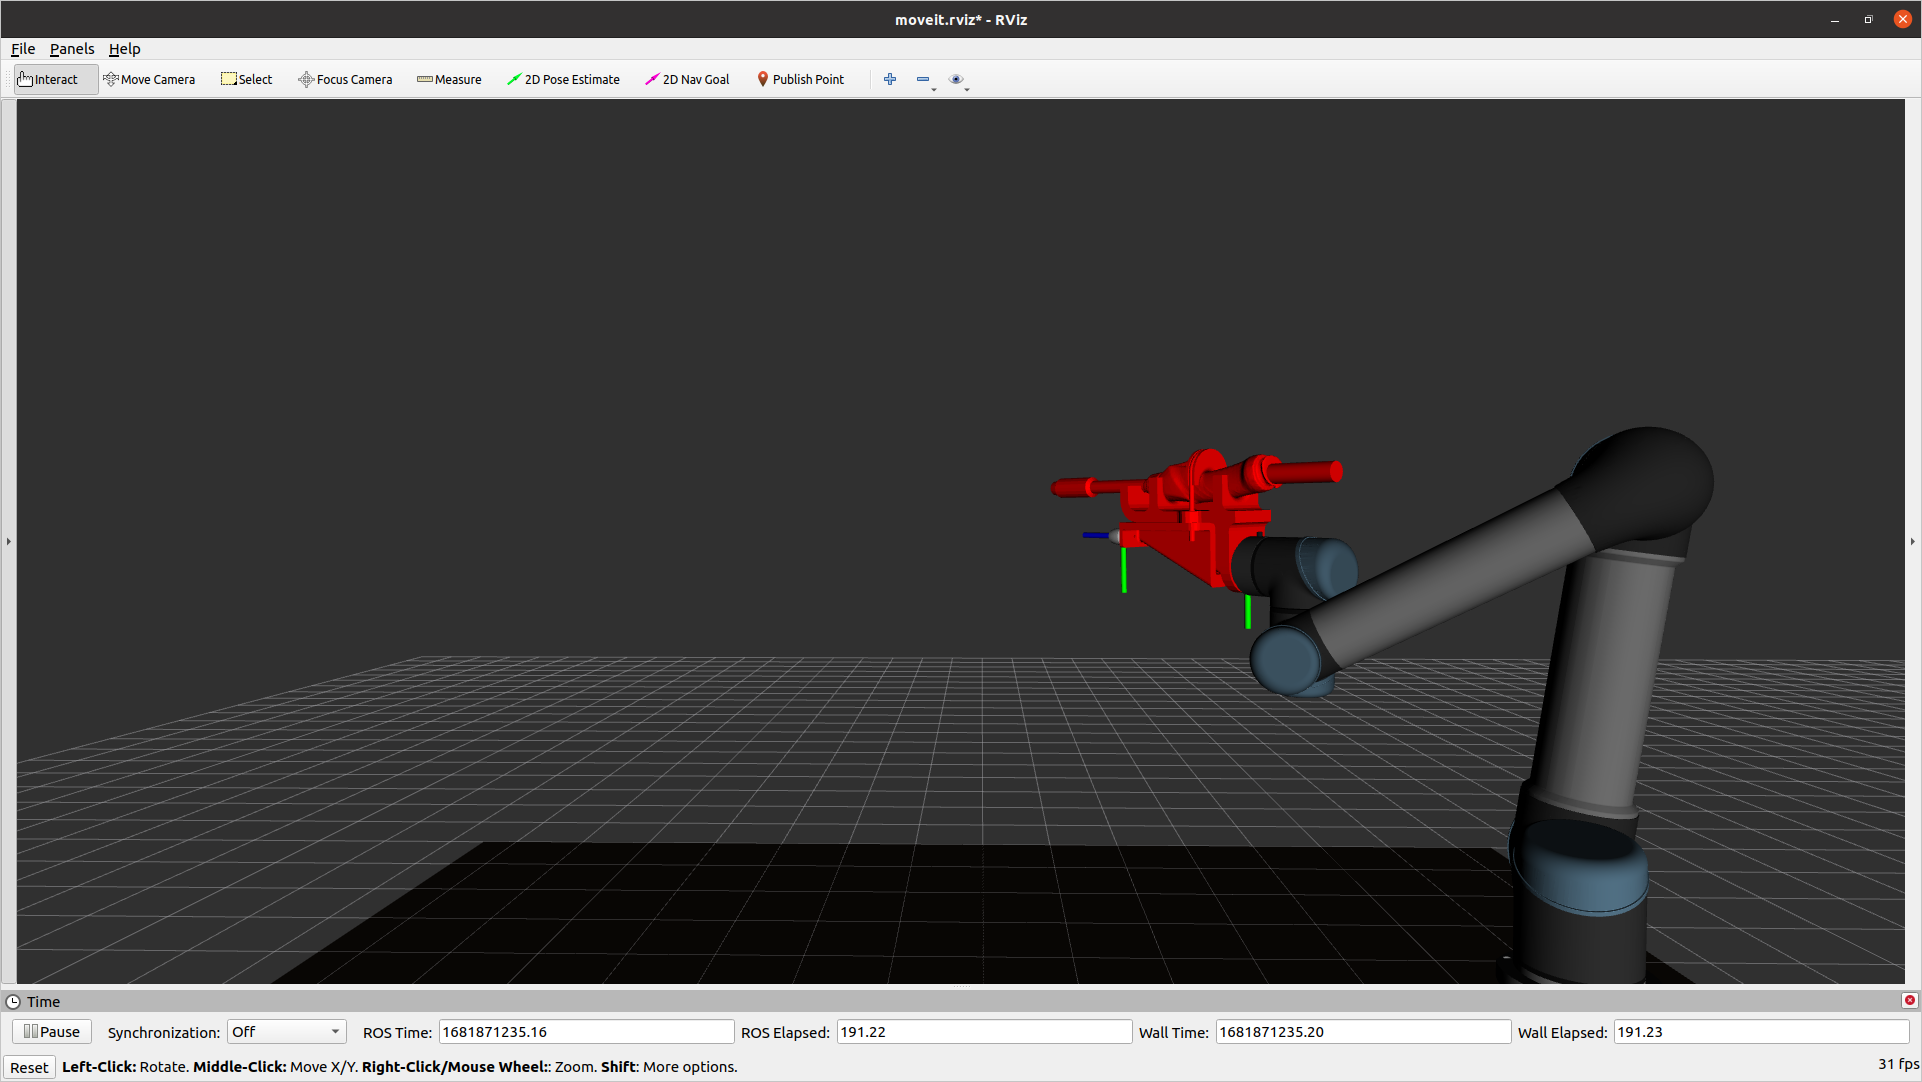 moveit.rviz* - RViz
File Panels Help
Interact Move Camera Select Focus Camera Measure 2D Pose Estimate 2D Nav Goal Publish Point
Time
Pause Synchronization: Off ROS Time: 1681871235.16 ROS Elapsed: 191.22 Wall Time: 1681871235.20 Wall Elapsed: 191.23
Reset Left-Click: Rotate. Middle-Click: Move X/Y. Right-Click/Mouse Wheel:: Zoom. Shift: More options. 31 fps